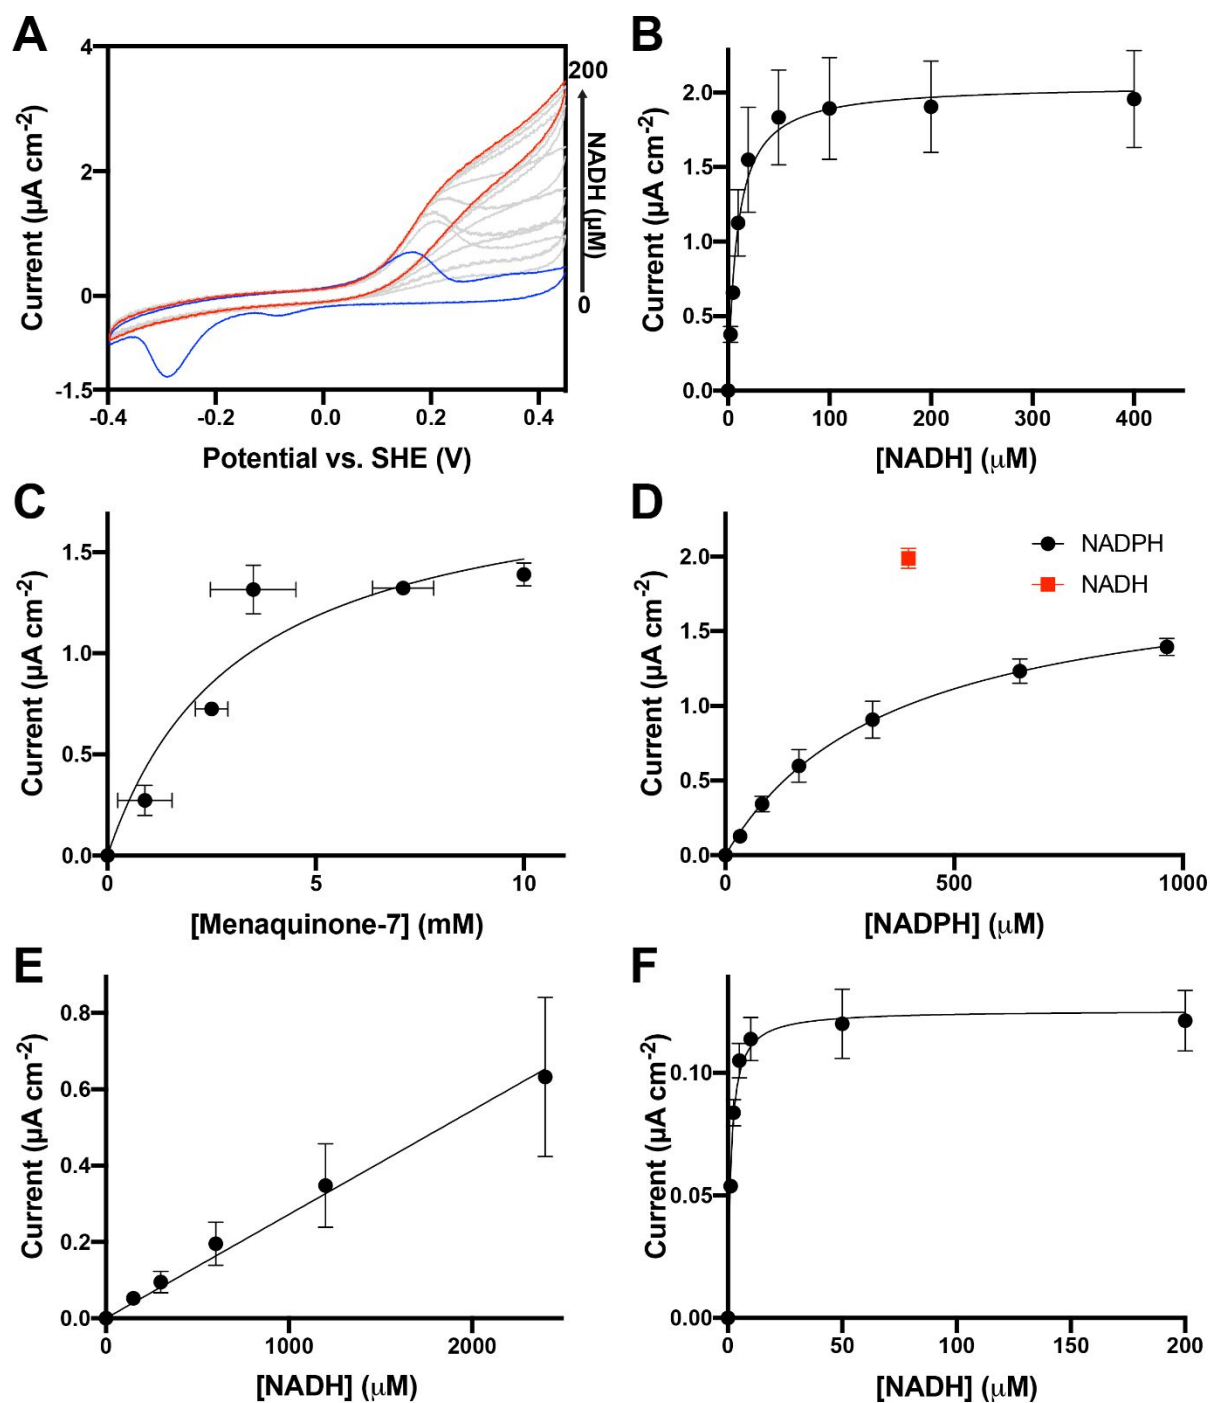 A
4
2
0
-1.5
Current (µA cm-2)
-0.4
-0.2
0.0
0.2
0.4
Potential vs. SHE (V)
200
NADH (µM)
0
B
2.0
1.5
1.0
0.5
0.0
Current (µA cm-2)
0
100
200
300
400
[NADH] (µM)
C
1.5
1.0
0.5
0.0
Current (µA cm-2)
0
5
10
[Menaquinone-7] (mM)
D
2.0
1.5
1.0
0.5
0.0
Current (µA cm-2)
NADPH
NADH
0
500
1000
[NADPH] (µM)
E
0.8
0.6
0.4
0.2
0.0
Current (µA cm-2)
0
1000
2000
[NADH] (µM)
F
0.10
0.05
0.00
Current (µA cm-2)
0
50
100
150
200
[NADH] (µM)